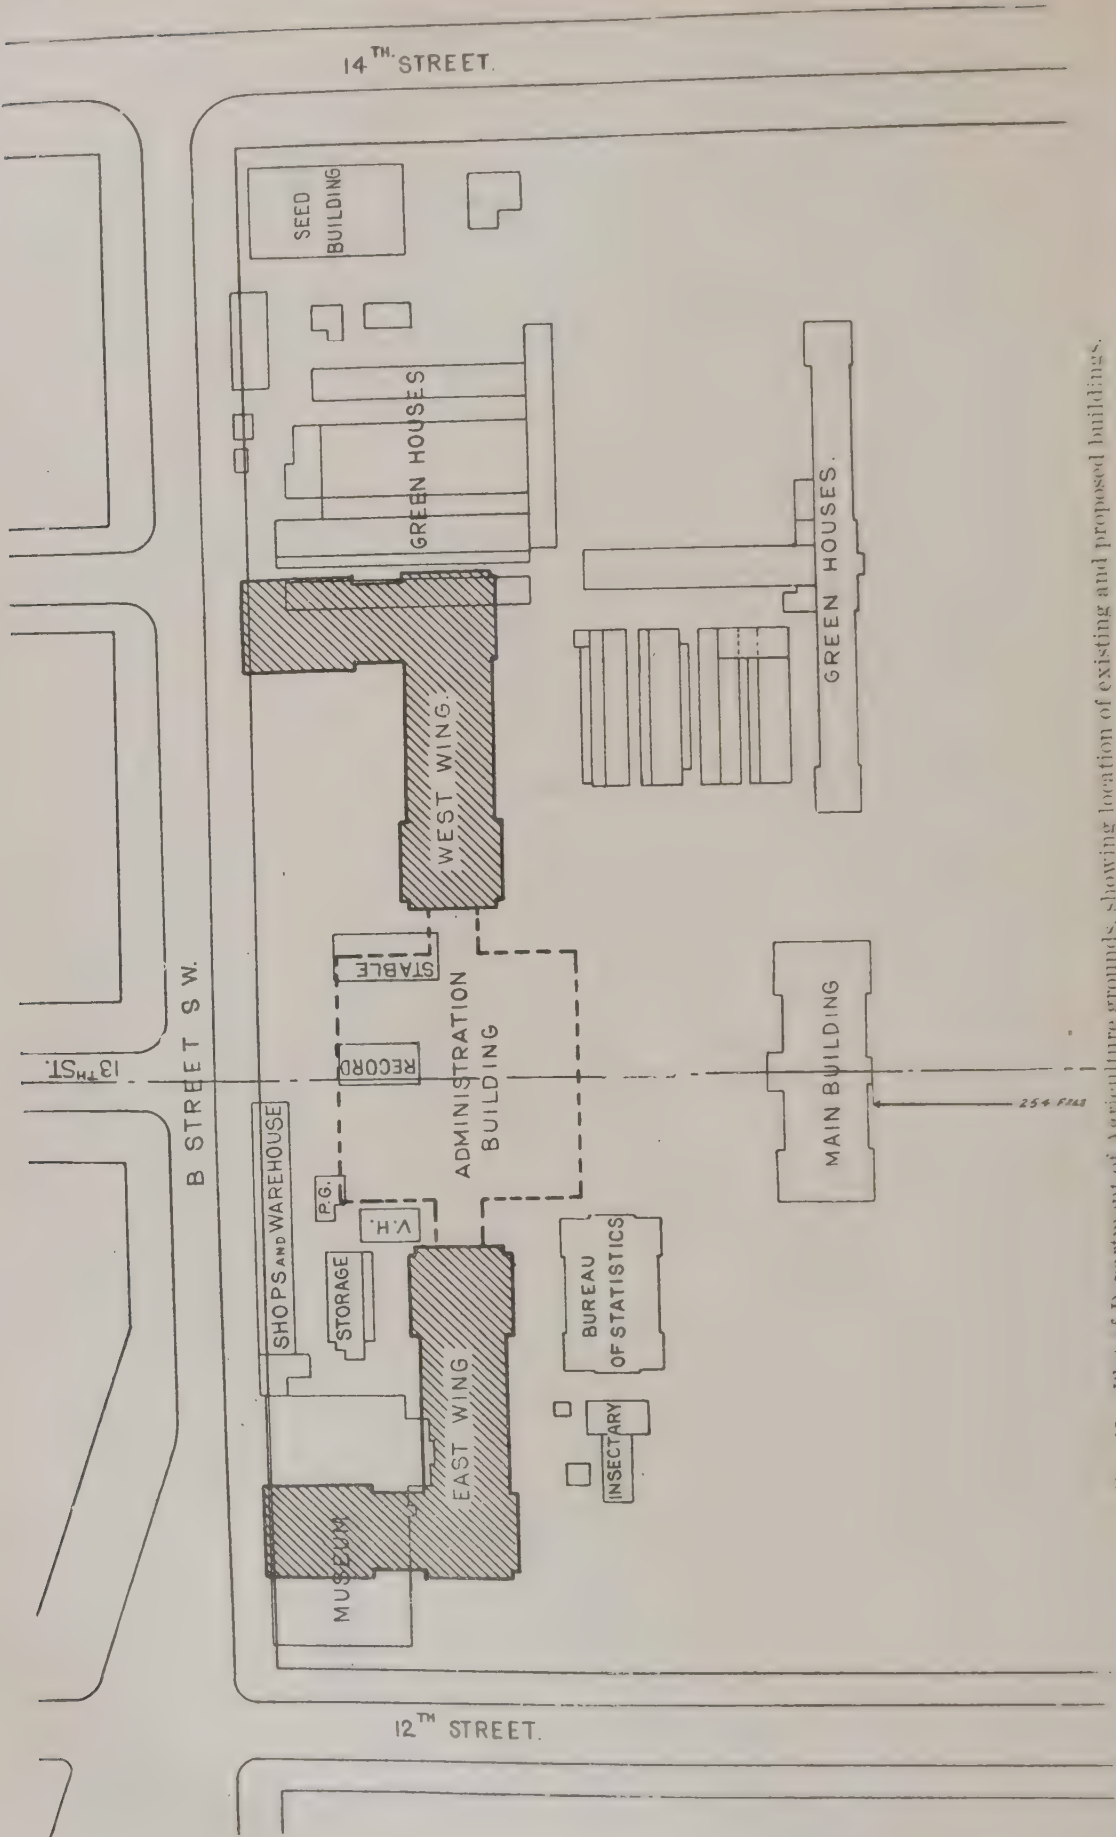 14TH. STREET.
SEED
BUILDING
GREEN HOUSES
GREEN HOUSES.
WEST WING.
B STREET S W.
13TH ST.
STABLE
RECORD
ADMINISTRATION
BUILDING
MAIN BUILDING
SHOPS AND WAREHOUSE
P.G.
V.H.
STORAGE
BUREAU
OF STATISTICS
INSECTARY
EAST WING
MUSEUM
12TH STREET.
254
of Department of Agriculture grounds, showing location of existing and proposed buildings.